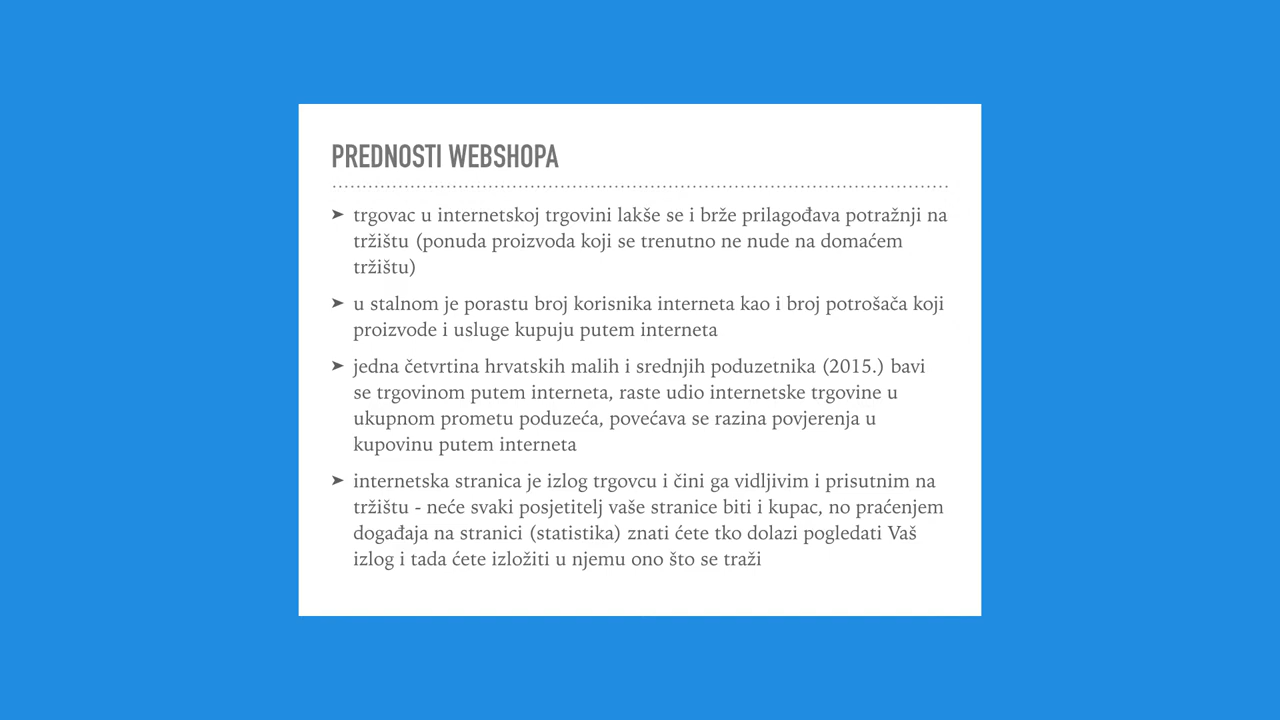 PREDNOSTI WEBSHOPA
➤ trgovac u internetskoj trgovini lakše se i brže prilagođava potražnji na
tržištu (ponuda proizvoda koji se trenutno ne nude na domaćem
tržištu)
➤ u stalnom je porastu broj korisnika interneta kao i broj potrošača koji
proizvode i usluge kupuju putem interneta
➤ jedna četvrtina hrvatskih malih i srednjih poduzetnika (2015.) bavi
se trgovinom putem interneta, raste udio internetske trgovine u
ukupnom prometu poduzeća, povećava se razina povjerenja u
kupovinu putem interneta
➤ internetska stranica je izlog trgovcu i čini ga vidljivim i prisutnim na
tržištu - neće svaki posjetitelj vaše stranice biti i kupac, no praćenjem
događaja na stranici (statistika) znati ćete tko dolazi pogledati Vaš
izlog i tada ćete izložiti u njemu ono što se traži